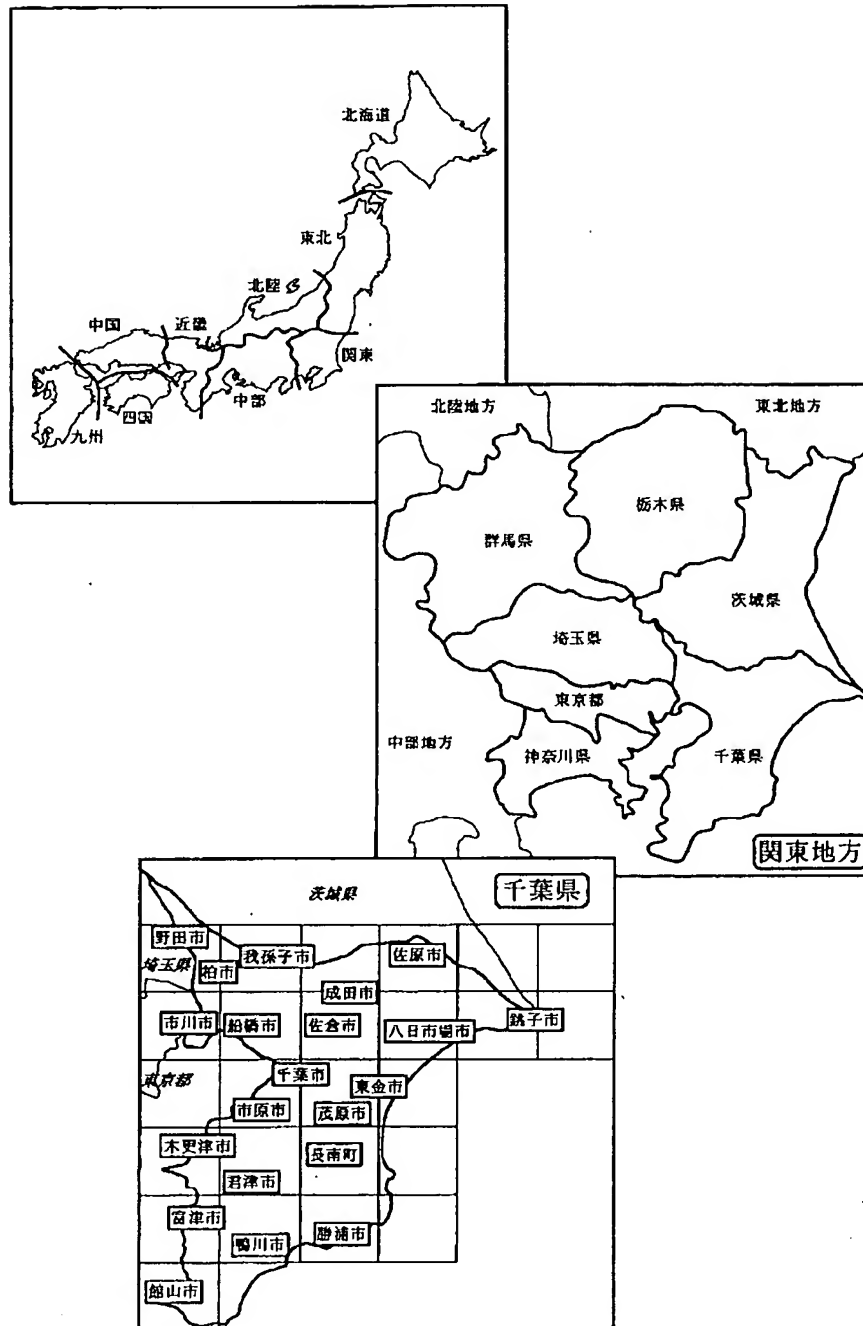 北海道
東北
北陸
中国
近畿
関東
中部
四国
九州
北陸地方
東北地方
栃木県
群馬県
茨城県
埼玉県
東京都
中部地方
神奈川県
千葉県
関東地方
茨城県
千葉県
野田市
我孫子市
佐原市
埼玉県
柏市
成田市
市川市
船橋市
佐倉市
八日市場市
銚子市
東京都
千葉市
東金市
市原市
茂原市
木更津市
長南町
君津市
富津市
鴨川市
勝浦市
館山市